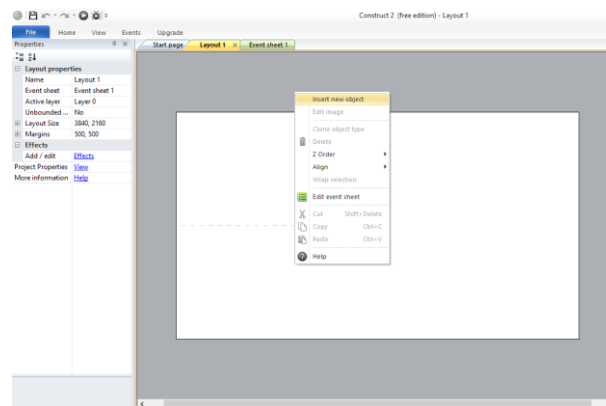 Construct 2 (free edition) - Layout 1
File Home View Events Upgrade
Properties
Start page Layout 1 × Event sheet 1
Layout properties
Name Layout 1
Event sheet Event sheet 1
Active layer Layer 0
Unbounded ... No
Layout Size 3840, 2160
Margins 500, 500
Effects
Add / edit Effects
Project Properties View
More information Help
Insert new object
Edit image
Clone object type
Delete
Z Order
Align
Wrap selection
Edit event sheet
Cut Shift+Delete
Copy Ctrl+C
Paste Ctrl+V
Help